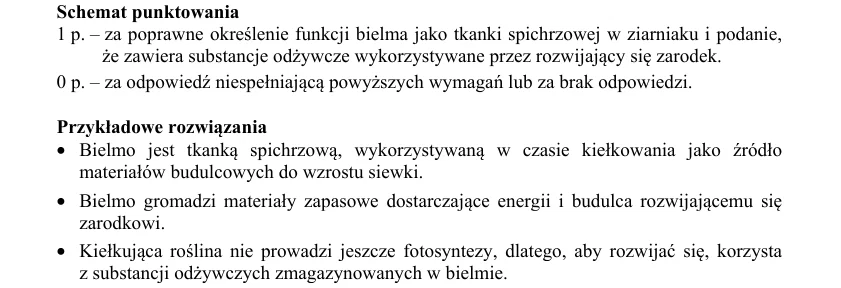 Schemat punktowania
1 p. – za poprawne określenie funkcji bielma jako tkanki spichrzowej w ziarniaku i podanie,
że zawiera substancje odżywcze wykorzystywane przez rozwijający się zarodek.
0 p. – za odpowiedź niespełniającą powyższych wymagań lub za brak odpowiedzi.
Przykładowe rozwiązania
• Bielmo jest tkanką spichrzową, wykorzystywaną w czasie kiełkowania jako źródło
materiałów budulcowych do wzrostu siewki.
• Bielmo gromadzi materiały zapasowe dostarczające energii i budulca rozwijającemu się
zarodkowi.
• Kiełkująca roślina nie prowadzi jeszcze fotosyntezy, dlatego, aby rozwijać się, korzysta
z substancji odżywczych zmagazynowanych w bielmie.